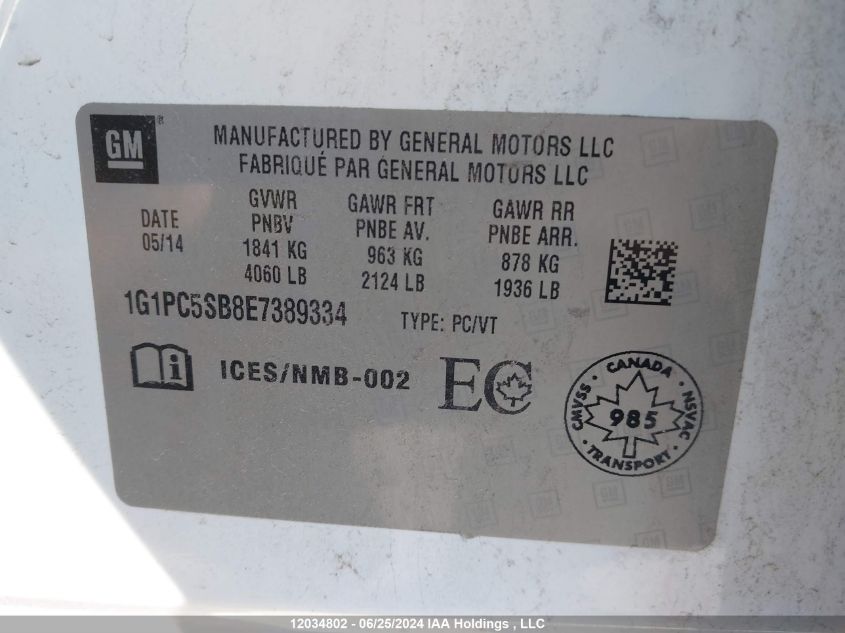 GM ®
MANUFACTURED BY GENERAL MOTORS LLC
FABRIQUÉ PAR GENERAL MOTORS LLC
DATE
05/14
GVWR
PNBV
1841 KG
4060 LB
GAWR FRT
PNBE AV.
963 KG
2124 LB
GAWR RR
PNBE ARR.
878 KG
1936 LB
1G1PC5SB8E7389334 TYPE: PC/VT
i ICES/NMB-002 EC
CMVSS • CANADA • NSVAC • TRANSPORT •
985
12034802 - 06/25/2024 IAA Holdings , LLC